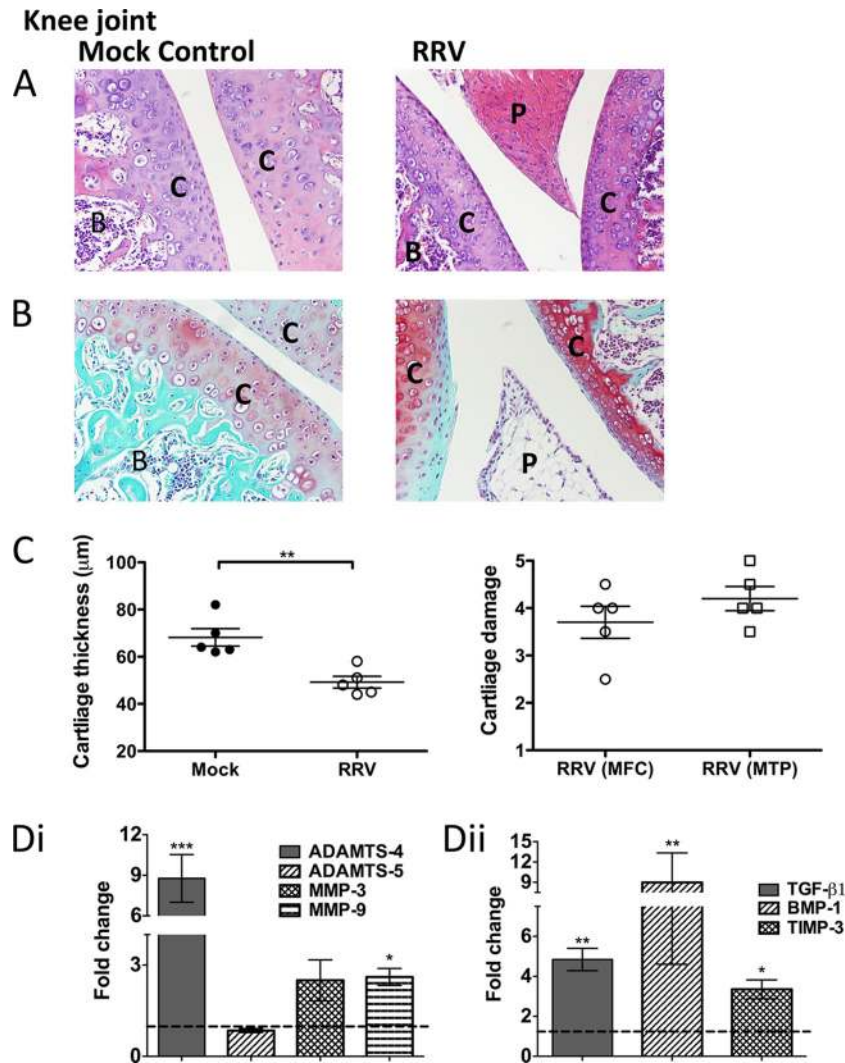 Knee joint
Mock Control
RRV
A
C
C
B
P
C
C
B
B
C
C
B
C
C
P
C
Cartliage thickness (μm)
100
80
60
40
20
**
Mock
RRV
Cartliage damage
5
4
3
2
1
RRV (MFC)
RRV (MTP)
Di
Fold change
12
9
6
3
0
***
*
ADAMTS-4
ADAMTS-5
MMP-3
MMP-9
Dii
Fold change
15
12
9
6
4
2
0
**
**
*
TGF-β1
BMP-1
TIMP-3